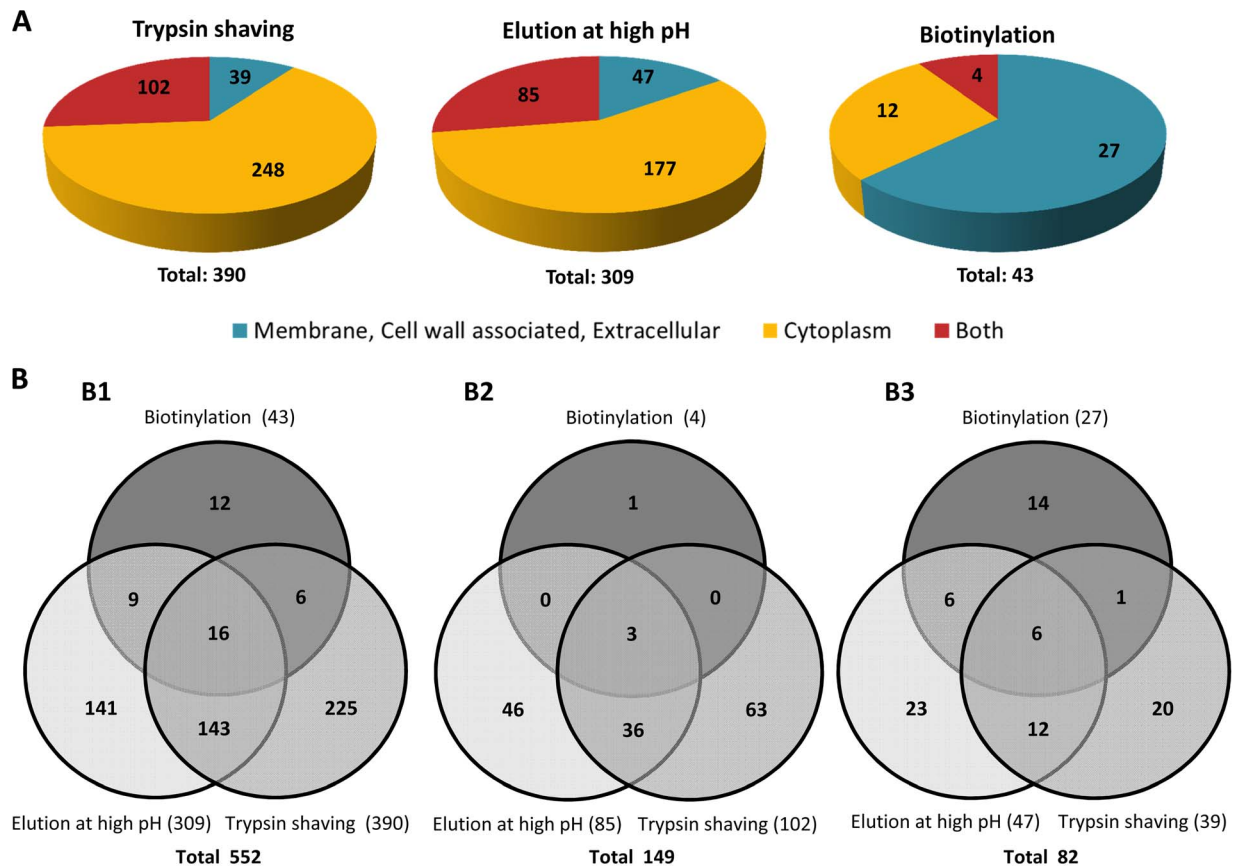 A
Trypsin shaving
Elution at high pH
Biotinylation
102
39
248
85
47
177
4
12
27
Total: 390
Total: 309
Total: 43
Membrane, Cell wall associated, Extracellular
Cytoplasm
Both
B
B1
Biotinylation (43)
12
9
6
16
141
143
225
Elution at high pH (309)
Trypsin shaving (390)
Total 552
B2
Biotinylation (4)
1
0
0
3
46
36
63
Elution at high pH (85)
Trypsin shaving (102)
Total 149
B3
Biotinylation (27)
14
6
1
6
23
12
20
Elution at high pH (47)
Trypsin shaving (39)
Total 82